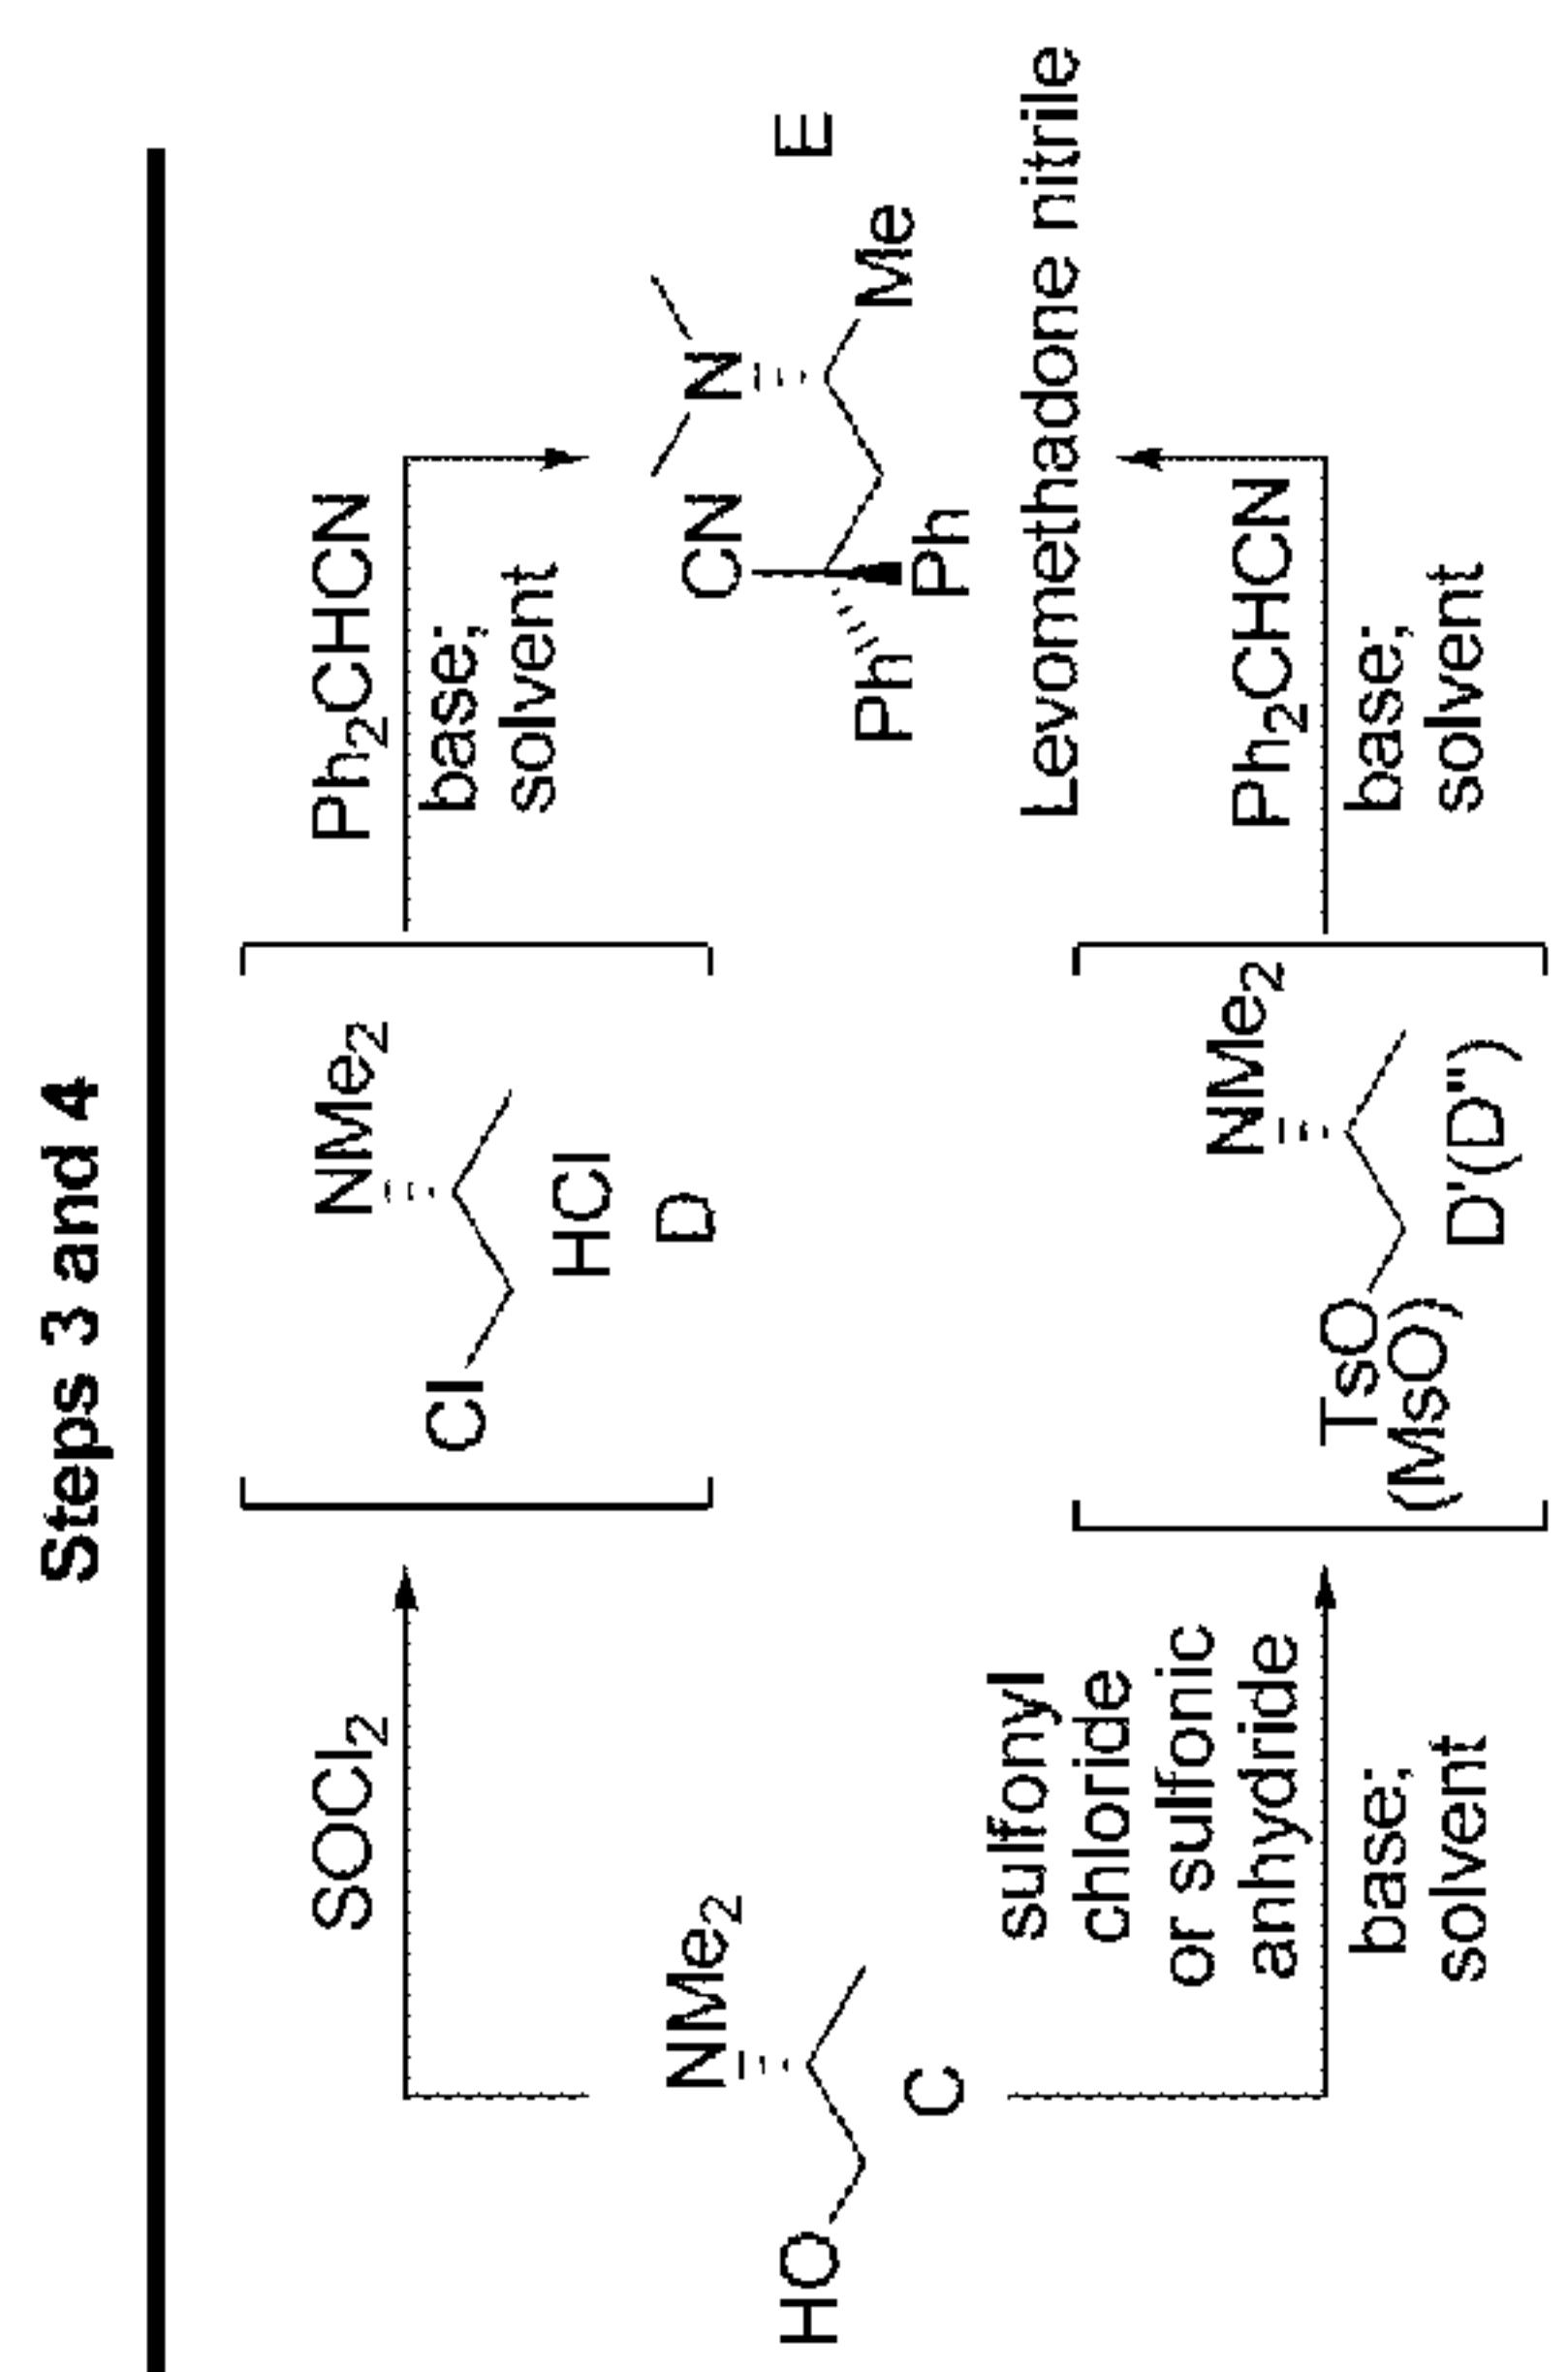 Steps 3 and 4
SOCl₂
NMe₂
Cl
HCl
D
Ph₂CHCN
base;
solvent
HO
NMe₂
C
CN
N
Ph
Ph
Me
E
Levomethadone nitrile
sulfonyl
chloride
or sulfonic
anhydride
base;
solvent
NMe₂
TsO
(MsO)
D'(D")
Ph₂CHCN
base;
solvent